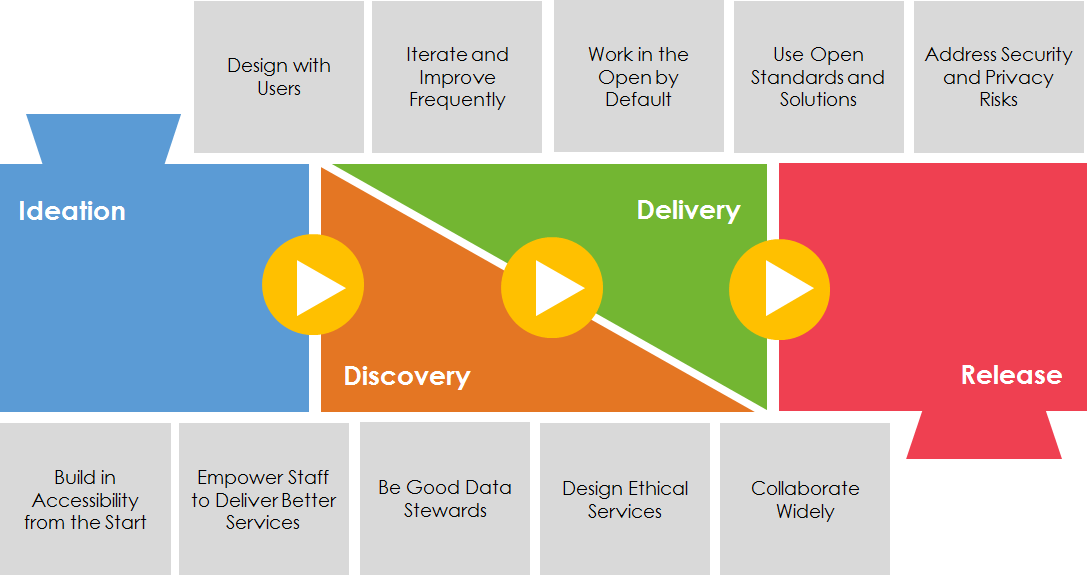 Design with
Users
Iterate and
Improve
Frequently
Work in the
Open by
Default
Use Open
Standards and
Solutions
Address Security
and Privacy
Risks
Ideation
Delivery
Discovery
Release
Build in
Accessibility
from the Start
Empower Staff
to Deliver Better
Services
Be Good Data
Stewards
Design Ethical
Services
Collaborate
Widely